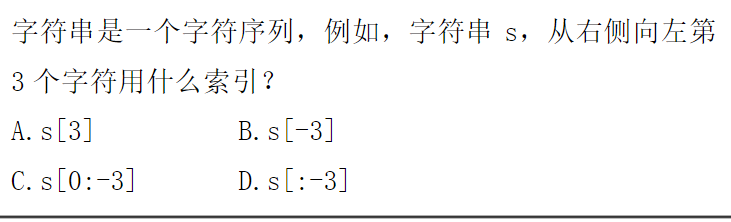 字符串是一个字符序列，例如，字符串 s，从右侧向左第
3 个字符用什么索引？
A.s[3] B.s[-3]
C.s[0:-3] D.s[:-3]